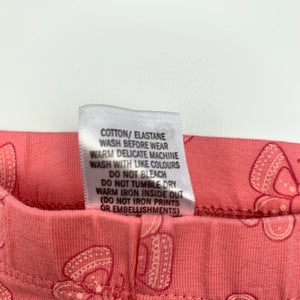 COTTON/ ELASTANE
WASH BEFORE WEAR
WARM DELICATE MACHINE
WASH WITH LIKE COLOURS
DO NOT BLEACH
DO NOT TUMBLE DRY
WARM IRON INSIDE OUT
(DO NOT IRON PRINTS
OR EMBELLISHMENTS)